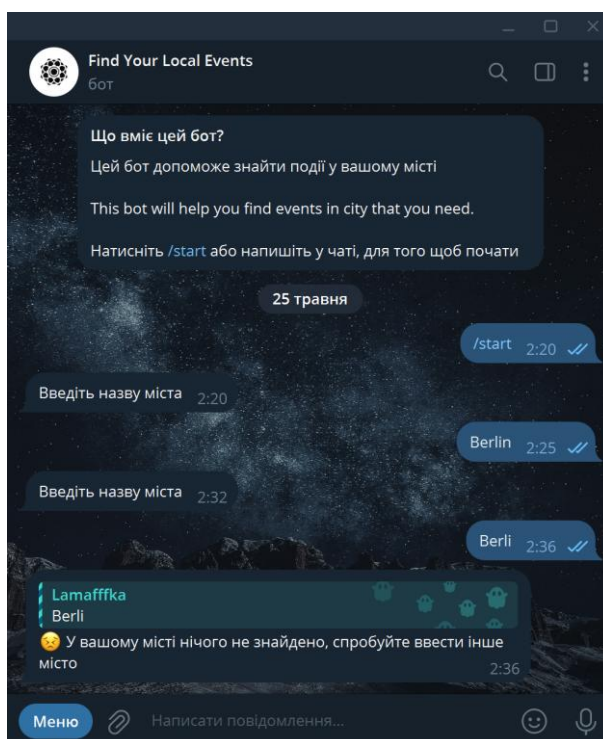 Find Your Local Events
бот
Що вміє цей бот?
Цей бот допоможе знайти події у вашому місті
This bot will help you find events in city that you need.
Натисніть /start або напишіть у чаті, для того щоб почати
25 травня
/start 2:20
Введіть назву міста 2:20
Berlin 2:25
Введіть назву міста 2:32
Berli 2:36
Lamafffka
Berli
😣 У вашому місті нічого не знайдено, спробуйте ввести інше
місто 2:36
Меню Написати повідомлення...